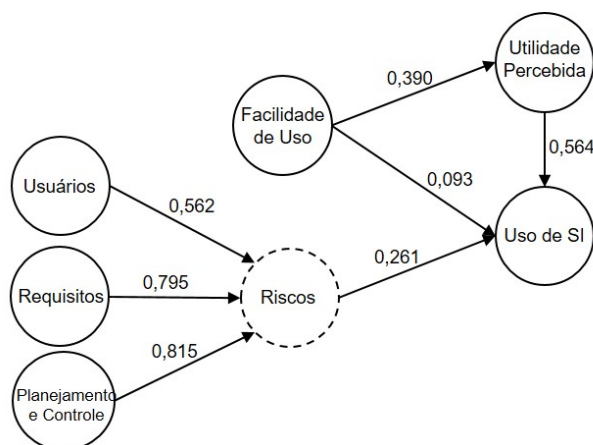 Utilidade
Percebida
0,390
Facilidade
de Uso
0,564
0,093
Usuários
0,562
Uso de SI
0,261
Requisitos
0,795
Riscos
0,815
Planejamento
e Controle